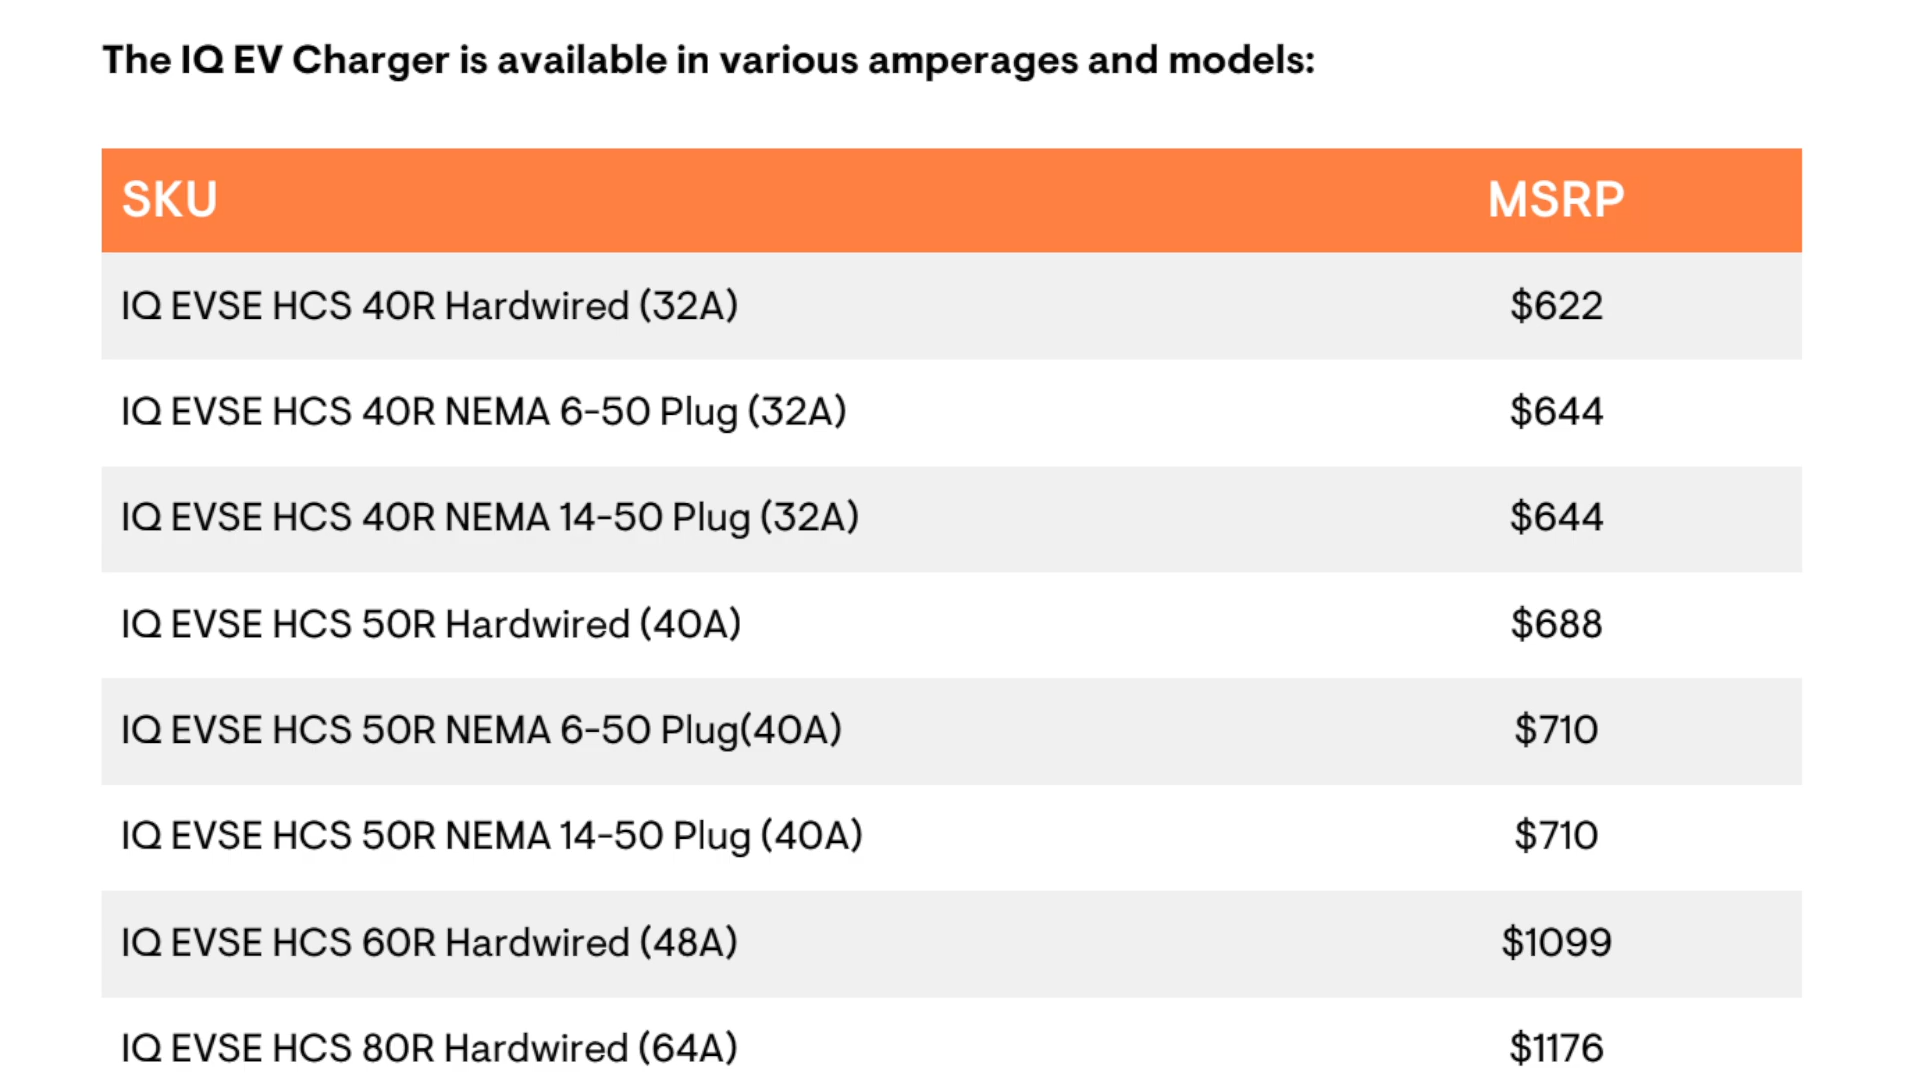 The IQ EV Charger is available in various amperages and models:
SKU MSRP
IQ EVSE HCS 40R Hardwired (32A) $622
IQ EVSE HCS 40R NEMA 6-50 Plug (32A) $644
IQ EVSE HCS 40R NEMA 14-50 Plug (32A) $644
IQ EVSE HCS 50R Hardwired (40A) $688
IQ EVSE HCS 50R NEMA 6-50 Plug(40A) $710
IQ EVSE HCS 50R NEMA 14-50 Plug (40A) $710
IQ EVSE HCS 60R Hardwired (48A) $1099
IQ EVSE HCS 80R Hardwired (64A) $1176